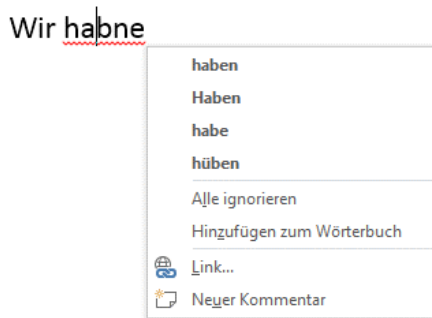 Wir habne
haben
Haben
habe
hüben
Alle ignorieren
Hinzufügen zum Wörterbuch
Link...
Neuer Kommentar